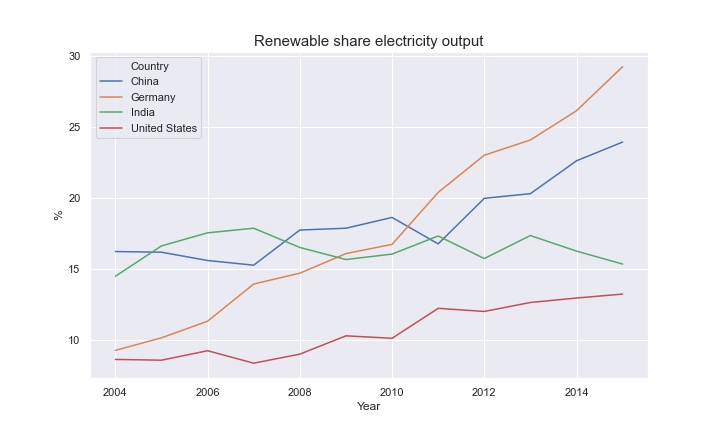 Renewable share electricity output
30
25
20
15
10
%
Country
China
Germany
India
United States
2004
2006
2008
2010
2012
2014
Year